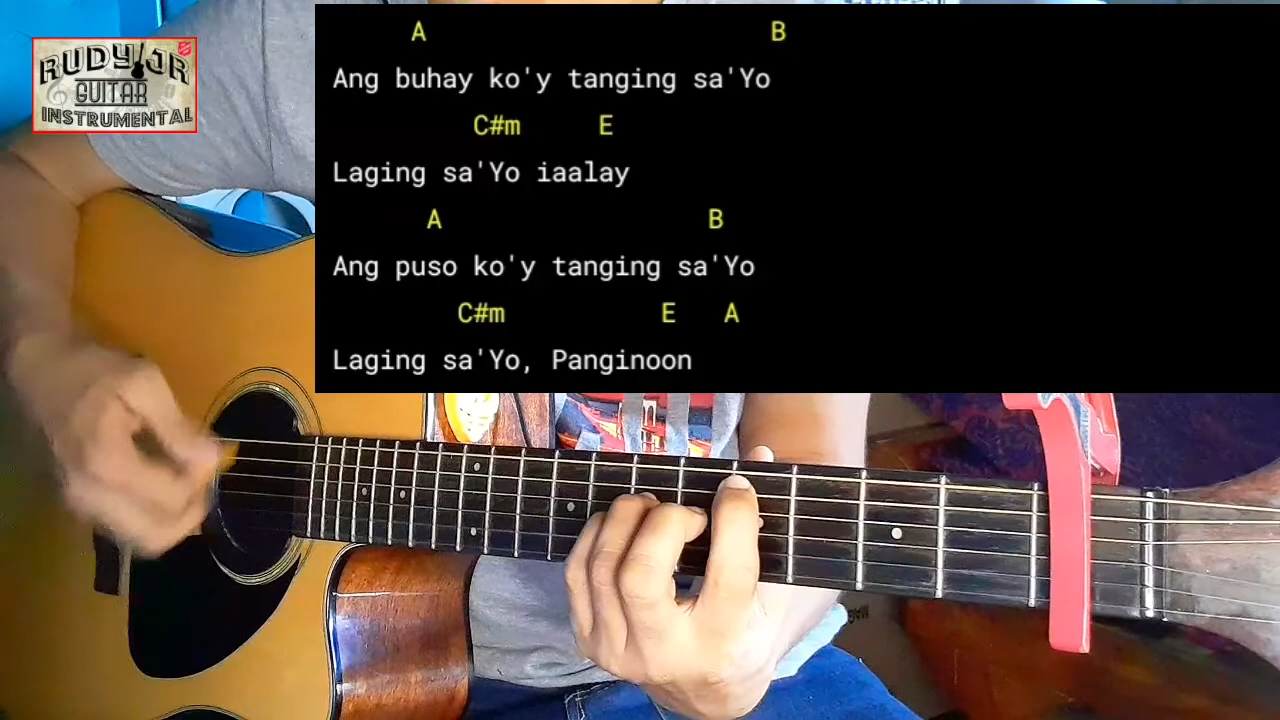 RUDY JR
GUITAR
INSTRUMENTAL
A B
Ang buhay ko'y tanging sa'Yo
C#m E
Laging sa'Yo iaalay
A B
Ang puso ko'y tanging sa'Yo
C#m E A
Laging sa'Yo, Panginoon